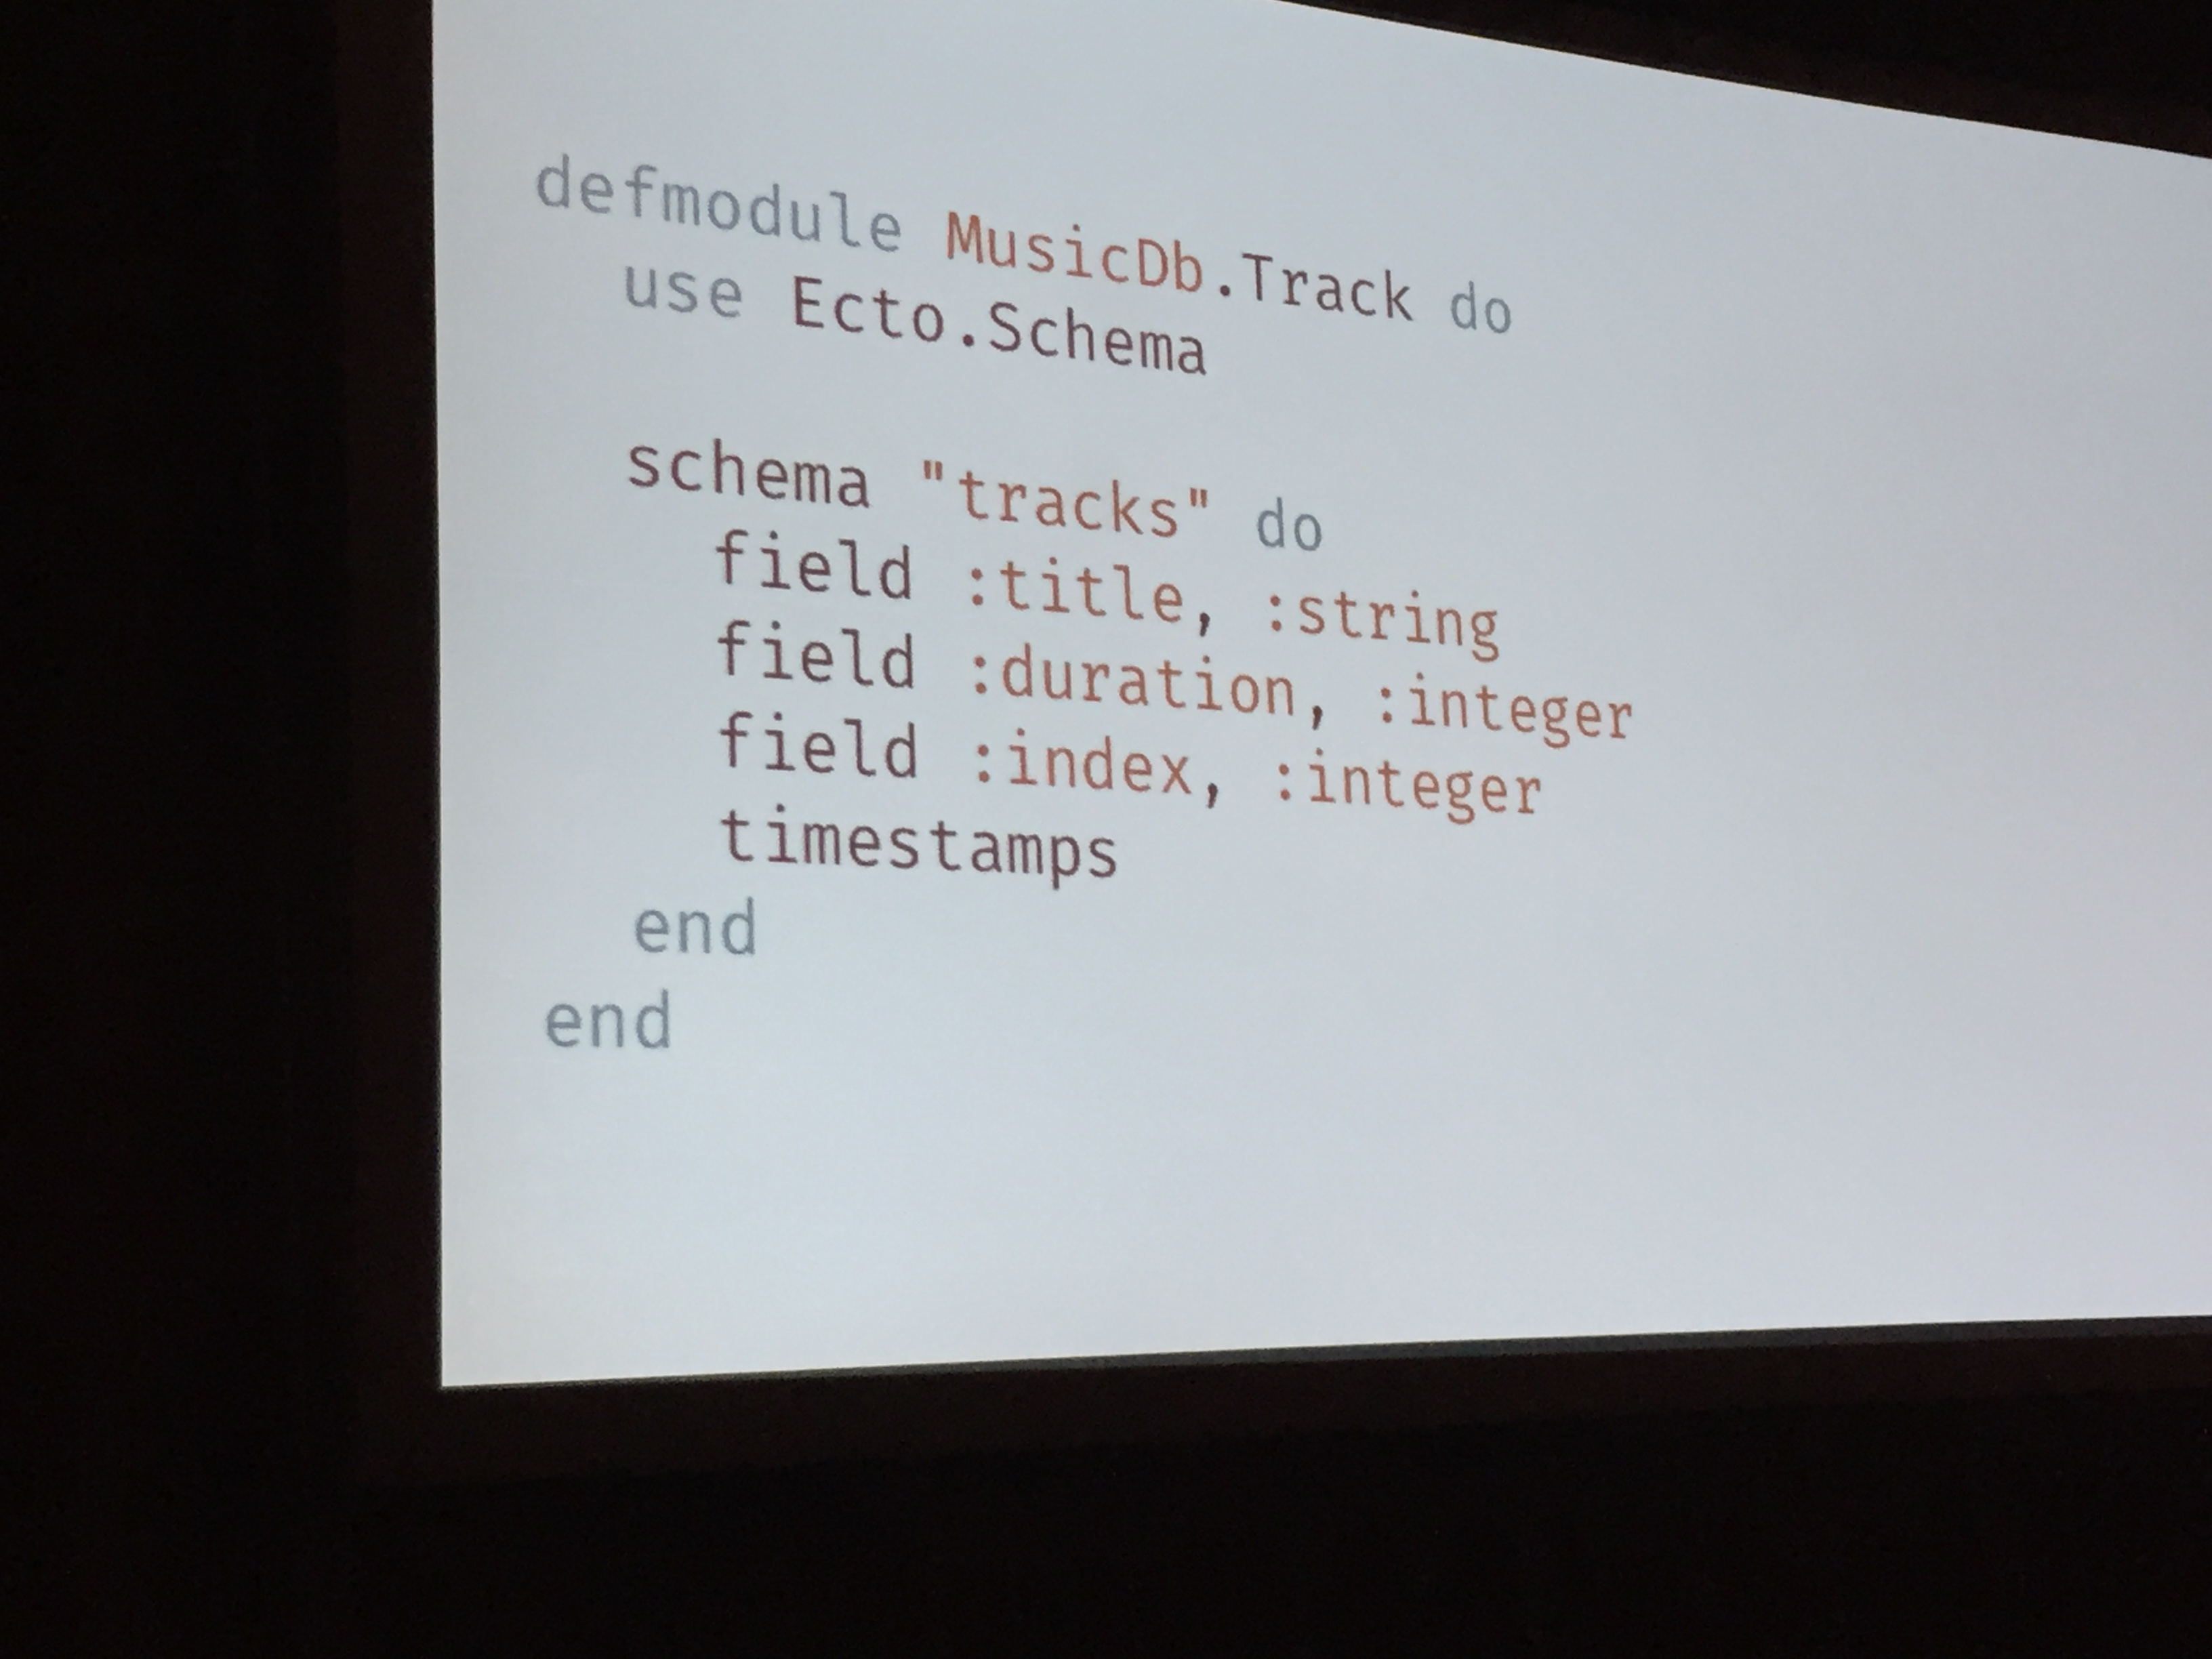 defmodule MusicDb.Track do
  use Ecto.Schema

  schema "tracks" do
    field :title, :string
    field :duration, :integer
    field :index, :integer
    timestamps
  end
end